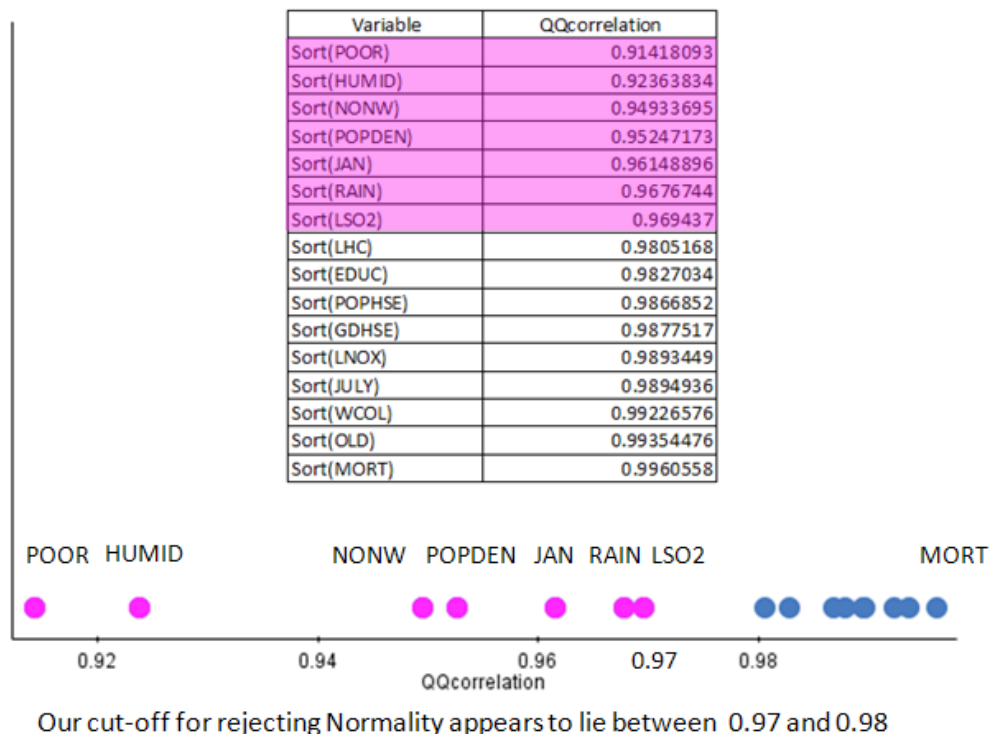 Variable QQcorrelation
Sort(POOR) 0.91418093
Sort(HUMID) 0.92363834
Sort(NONW) 0.94933695
Sort(POPDEN) 0.95247173
Sort(JAN) 0.96148896
Sort(RAIN) 0.9676744
Sort(LSO2) 0.969437
Sort(LHC) 0.9805168
Sort(EDUC) 0.9827034
Sort(POPHSE) 0.9866852
Sort(GDHSE) 0.9877517
Sort(LNOX) 0.9893449
Sort(JULY) 0.9894936
Sort(WCOL) 0.99226576
Sort(OLD) 0.99354476
Sort(MORT) 0.9960558
POOR HUMID NONW POPDEN JAN RAIN LSO2 MORT
0.92 0.94 0.96 0.97 0.98
QQcorrelation
Our cut-off for rejecting Normality appears to lie between 0.97 and 0.98